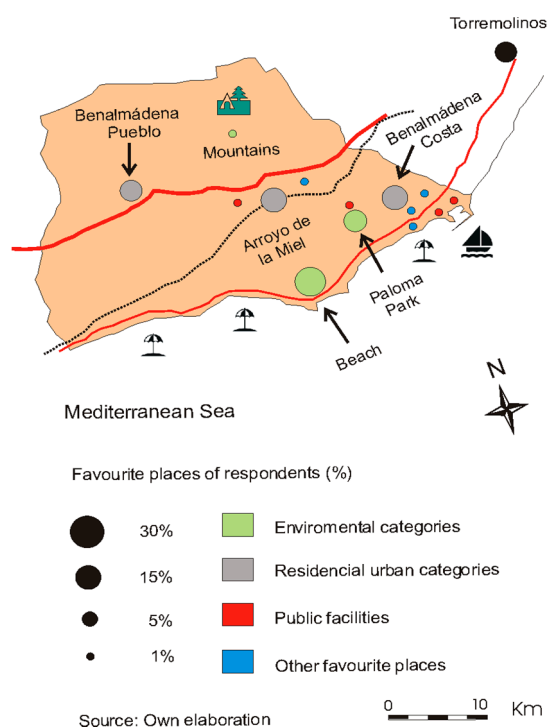 Torremolinos
Benalmádena
Pueblo
Mountains
Benalmádena
Costa
Arroyo de
la Miel
Paloma
Park
Beach
N
Mediterranean Sea
Favourite places of respondents (%)
30%
Enviromental categories
15%
Residencial urban categories
5%
Public facilities
1%
Other favourite places
0 10 Km
Source: Own elaboration